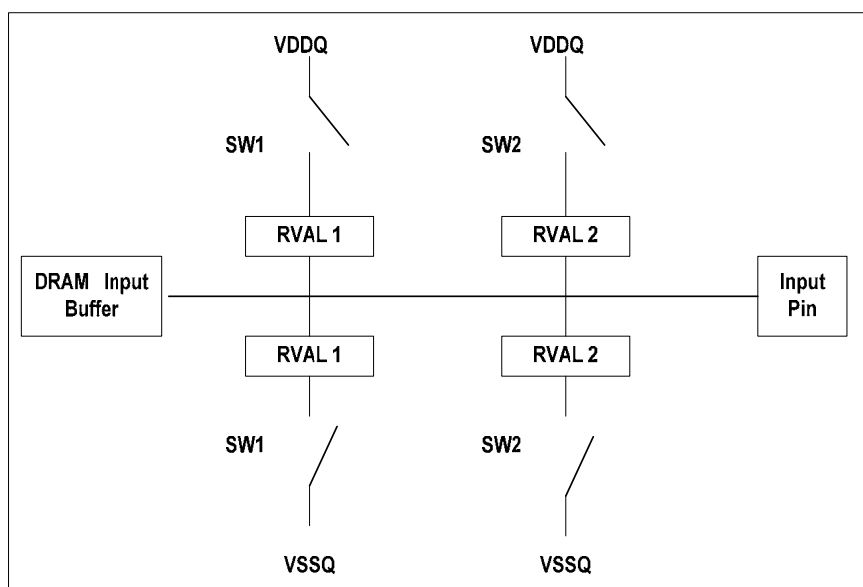 VDDQ VDDQ
SW1 SW2
RVAL 1 RVAL 2
DRAM Input
Buffer
Input
Pin
RVAL 1 RVAL 2
SW1 SW2
VSSQ VSSQ